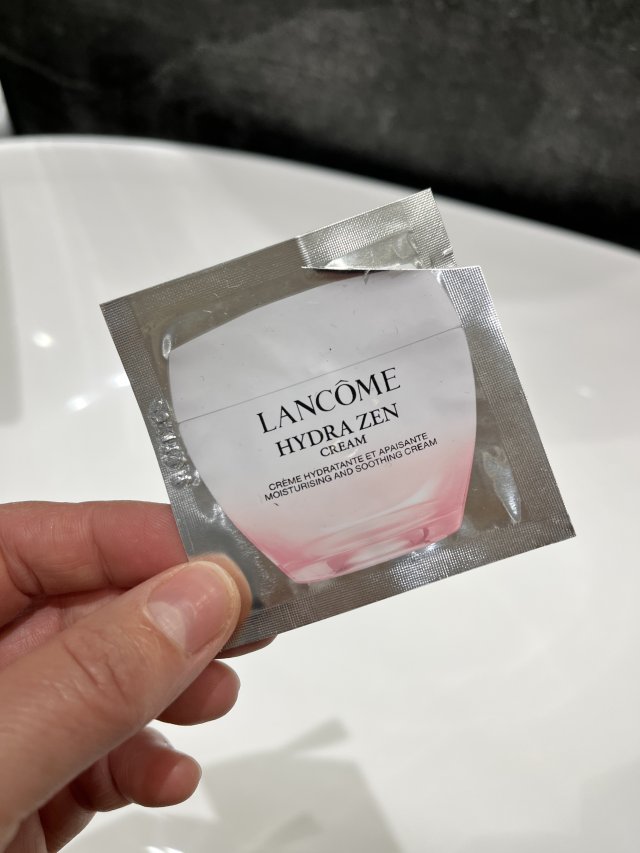 LANCÔME
HYDRA ZEN
CREAM
CRÈME HYDRATANTE ET APAISANTE
MOISTURISING AND SOOTHING CREAM